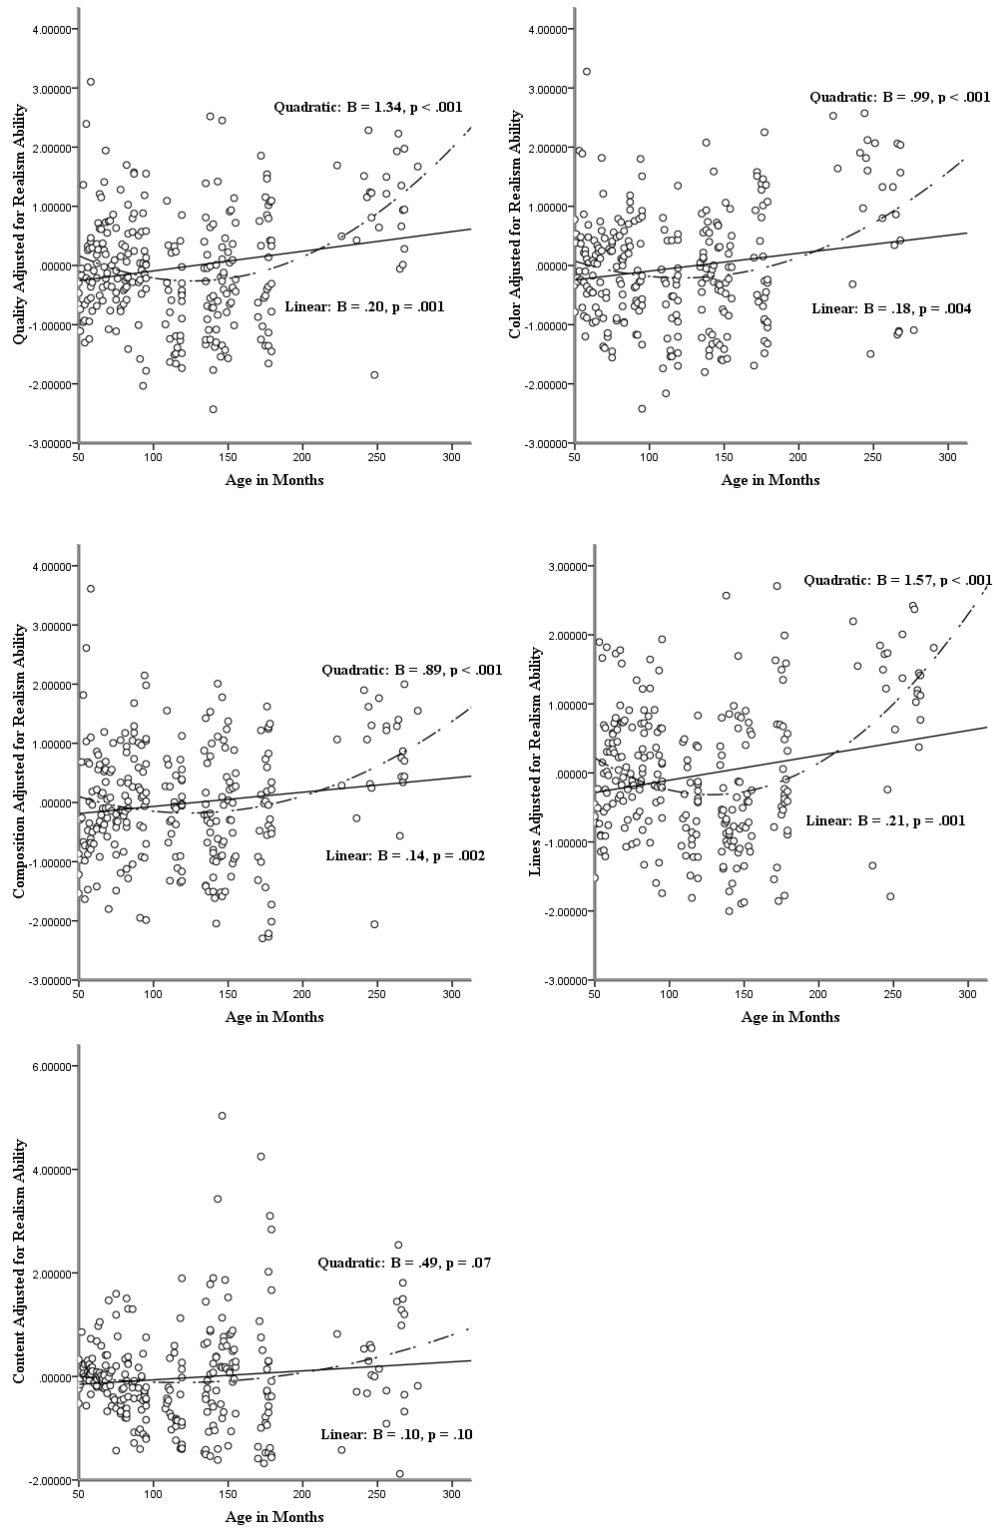 4.00000
3.00000
2.00000
1.00000
.00000
-1.00000
-2.00000
-3.00000
Quality Adjusted for Realism Ability
Quadratic: B = 1.34, p < .001
Linear: B = .20, p = .001
50 100 150 200 250 300
Age in Months
4.00000
3.00000
2.00000
1.00000
.00000
-1.00000
-2.00000
-3.00000
Color Adjusted for Realism Ability
Quadratic: B = .99, p < .001
Linear: B = .18, p = .004
50 100 150 200 250 300
Age in Months
4.00000
3.00000
2.00000
1.00000
.00000
-1.00000
-2.00000
-3.00000
Composition Adjusted for Realism Ability
Quadratic: B = .89, p < .001
Linear: B = .14, p = .002
50 100 150 200 250 300
Age in Months
3.00000
2.00000
1.00000
.00000
-1.00000
-2.00000
-3.00000
Lines Adjusted for Realism Ability
Quadratic: B = 1.57, p < .001
Linear: B = .21, p = .001
50 100 150 200 250 300
Age in Months
6.00000
4.00000
2.00000
.00000
-2.00000
Content Adjusted for Realism Ability
Quadratic: B = .49, p = .07
Linear: B = .10, p = .10
50 100 150 200 250 300
Age in Months